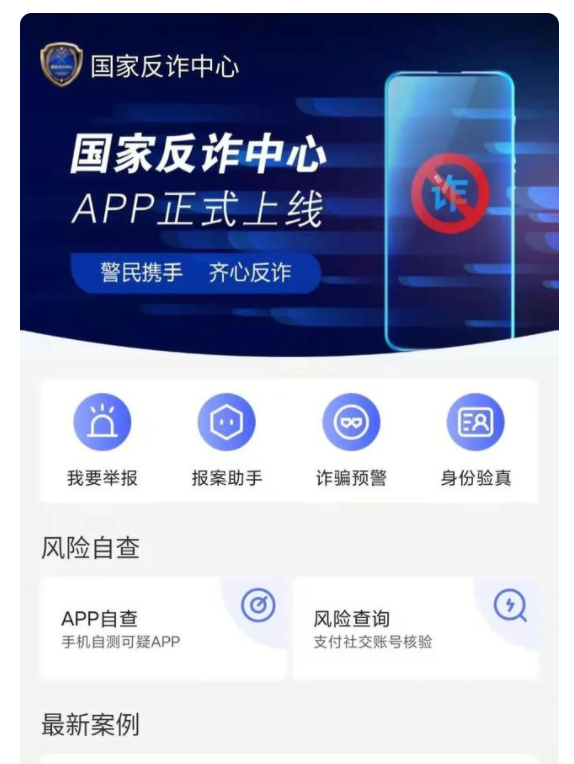 国家反诈中心
国家反诈中心
APP正式上线
警民携手 齐心反诈
诈
我要举报 报案助手 诈骗预警 身份验真
风险自查
APP自查 风险查询
手机自测可疑APP 支付社交账号核验
最新案例